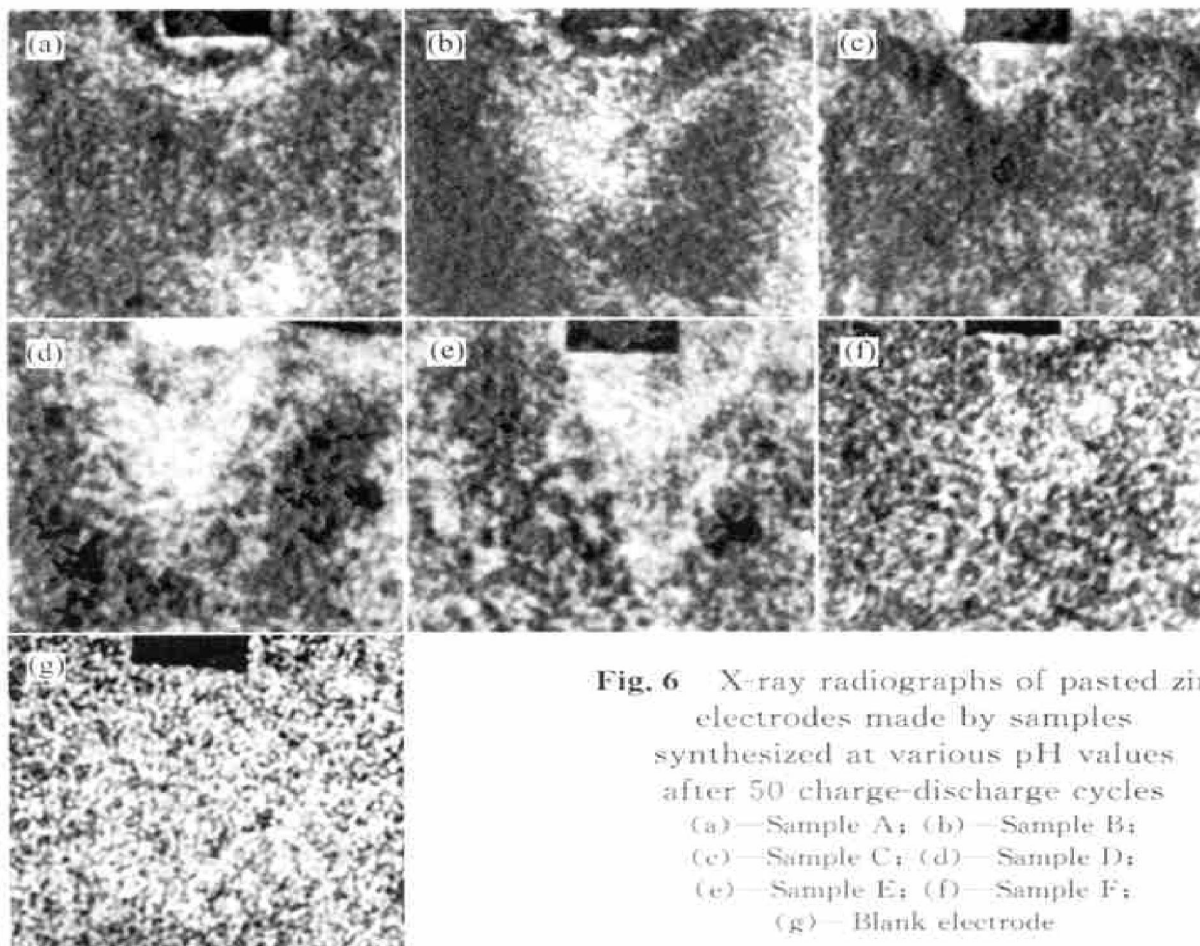 (a)
(b)
(c)
(d)
(e)
(f)
(g)
Fig. 6 X-ray radiographs of pasted zin
electrodes made by samples
synthesized at various pH values
after 50 charge-discharge cycles
(a)—Sample A; (b)—Sample B;
(c)—Sample C; (d)—Sample D;
(e)—Sample E; (f)—Sample F;
(g)—Blank electrode